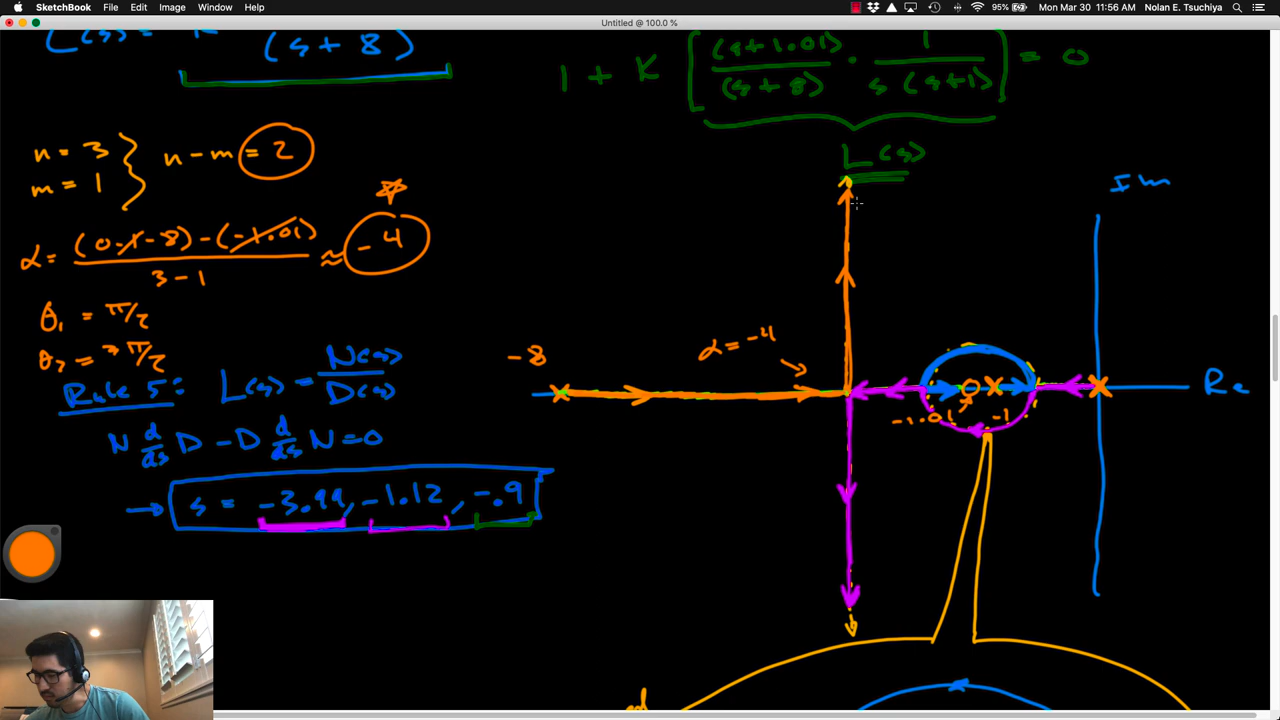 SketchBook File Edit Image Window Help 95% Mon Mar 30 11:56 AM Nolan E. Tsuchiya
Untitled @ 100.0 %
(s + 8)
1 + K [ (s+1.01)/(s+8) · 1/s(s+1) ] = 0
L(s)
n = 3
m = 1
n - m = 2
α = (0-1-8)-(-1.01) / 3-1 ≈ -4
θ₁ = π/2
θ₂ = 3π/2
Rule 5: L(s) = N(s)/D(s)
N d/ds D - D d/ds N = 0
→ s = -3.99, -1.12, -.9
Im
-8
α = -4
Re
-1.01
-1